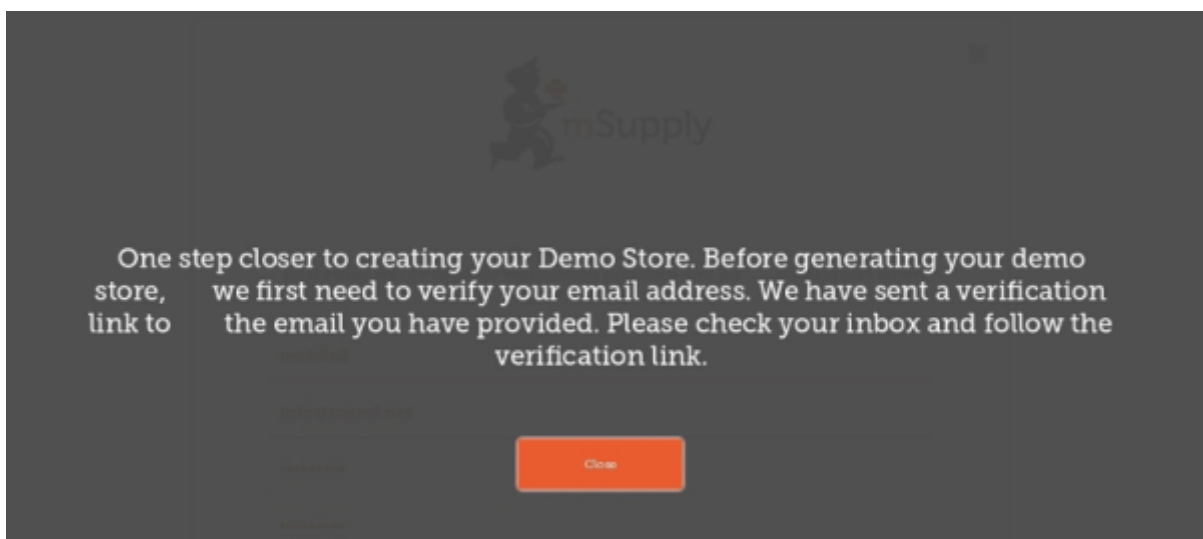 mSupply
One step closer to creating your Demo Store. Before generating your demo
store, we first need to verify your email address. We have sent a verification
link to the email you have provided. Please check your inbox and follow the
verification link.
Close